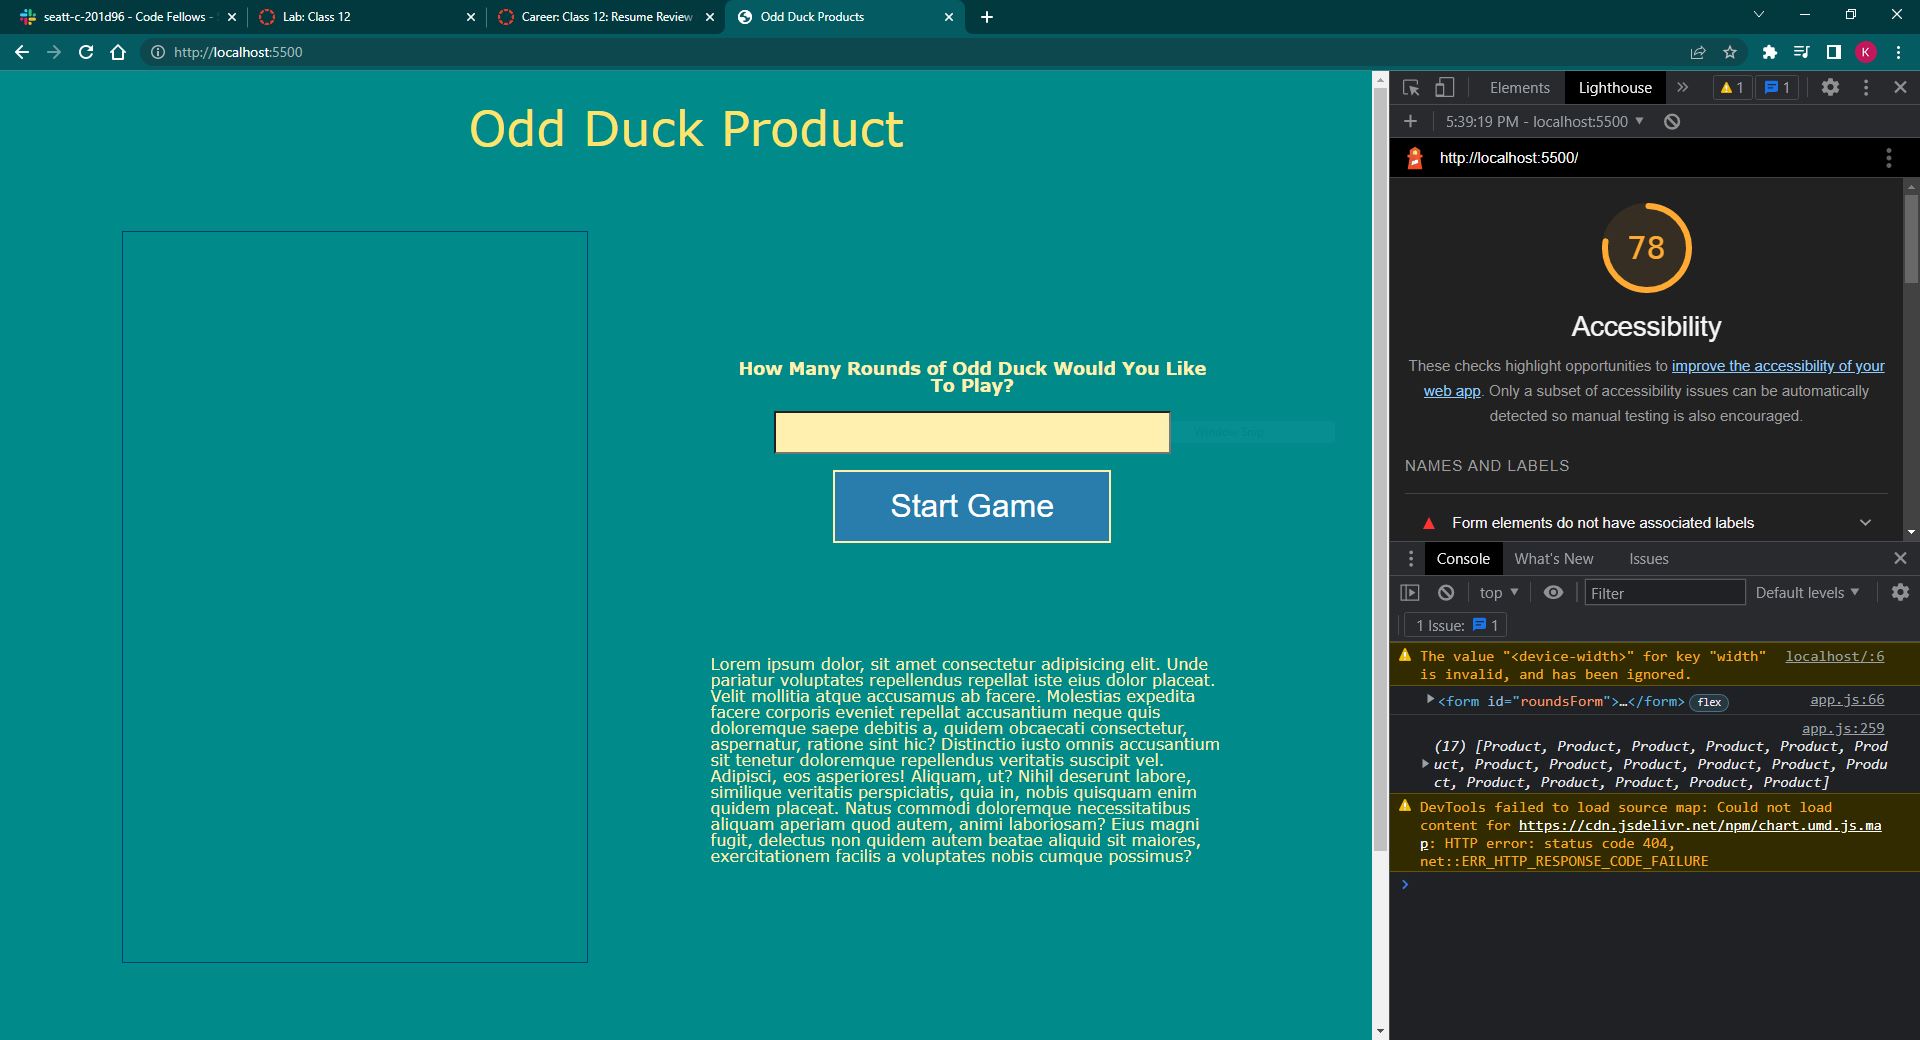 seatt-c-201d96 - Code Fellows -
Lab: Class 12
Career: Class 12: Resume Review
Odd Duck Products
http://localhost:5500
K
Odd Duck Product
How Many Rounds of Odd Duck Would You Like
To Play?
Window Snip
Start Game
Lorem ipsum dolor, sit amet consectetur adipisicing elit. Unde
pariatur voluptates repellendus repellat iste eius dolor placeat.
Velit mollitia atque accusamus ab facere. Molestias expedita
facere corporis eveniet repellat accusantium neque quis
doloremque saepe debitis a, quidem obcaecati consectetur,
aspernatur, ratione sint hic? Distinctio iusto omnis accusantium
sit tenetur doloremque repellendus veritatis suscipit vel.
Adipisci, eos asperiores! Aliquam, ut? Nihil deserunt labore,
similique veritatis perspiciatis, quia in, nobis quisquam enim
quidem placeat. Natus commodi doloremque necessitatibus
aliquam aperiam quod autem, animi laboriosam? Eius magni
fugit, delectus non quidem autem beatae aliquid sit maiores,
exercitationem facilis a voluptates nobis cumque possimus?
Elements
Lighthouse
1
1
5:39:19 PM - localhost:5500
http://localhost:5500/
78
Accessibility
These checks highlight opportunities to improve the accessibility of your
web app. Only a subset of accessibility issues can be automatically
detected so manual testing is also encouraged.
NAMES AND LABELS
Form elements do not have associated labels
Console
What's New
Issues
top
Filter
Default levels
1 Issue: 1
The value "<device-width>" for key "width" localhost/:6
is invalid, and has been ignored.
<form id="roundsForm">…</form> flex app.js:66
app.js:259
(17) [Product, Product, Product, Product, Product, Prod
uct, Product, Product, Product, Product, Product, Produ
ct, Product, Product, Product, Product, Product]
DevTools failed to load source map: Could not load
content for https://cdn.jsdelivr.net/npm/chart.umd.js.ma
p: HTTP error: status code 404,
net::ERR_HTTP_RESPONSE_CODE_FAILURE